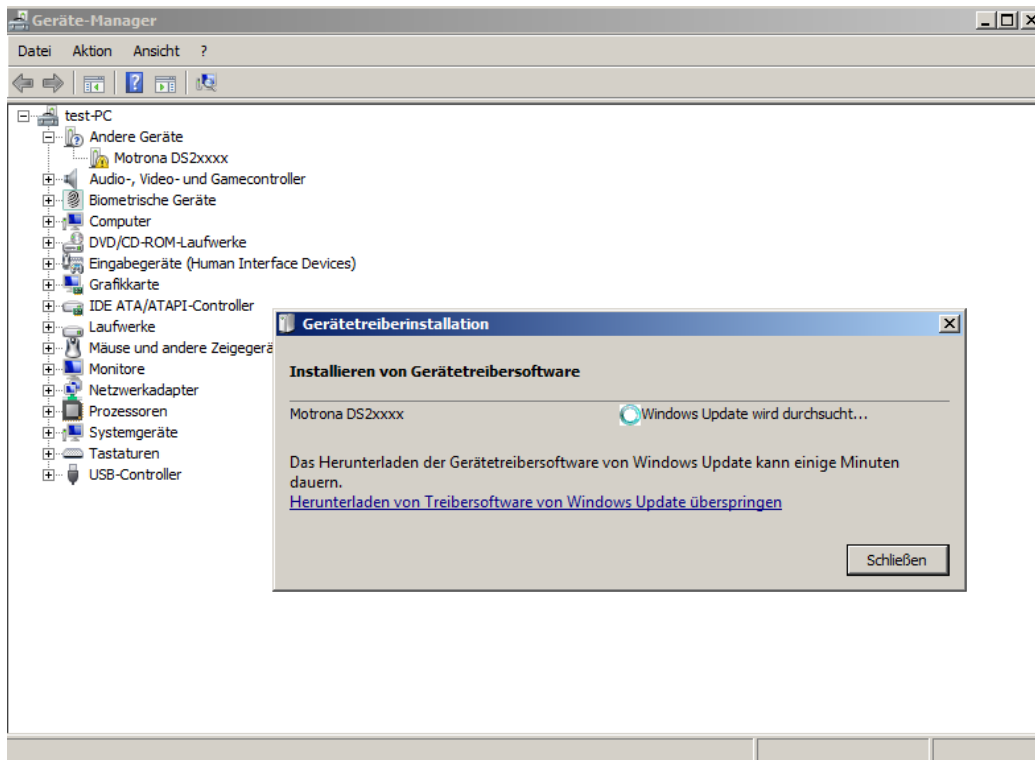 Geräte-Manager
Datei Aktion Ansicht ?
test-PC
Andere Geräte
Motrona DS2xxxx
Audio-, Video- und Gamecontroller
Biometrische Geräte
Computer
DVD/CD-ROM-Laufwerke
Eingabegeräte (Human Interface Devices)
Grafikkarte
IDE ATA/ATAPI-Controller
Laufwerke
Mäuse und andere Zeigegerä
Monitore
Netzwerkadapter
Prozessoren
Systemgeräte
Tastaturen
USB-Controller
Gerätetreiberinstallation
Installieren von Gerätetreibersoftware
Motrona DS2xxxx Windows Update wird durchsucht...
Das Herunterladen der Gerätetreibersoftware von Windows Update kann einige Minuten
dauern.
Herunterladen von Treibersoftware von Windows Update überspringen
Schließen